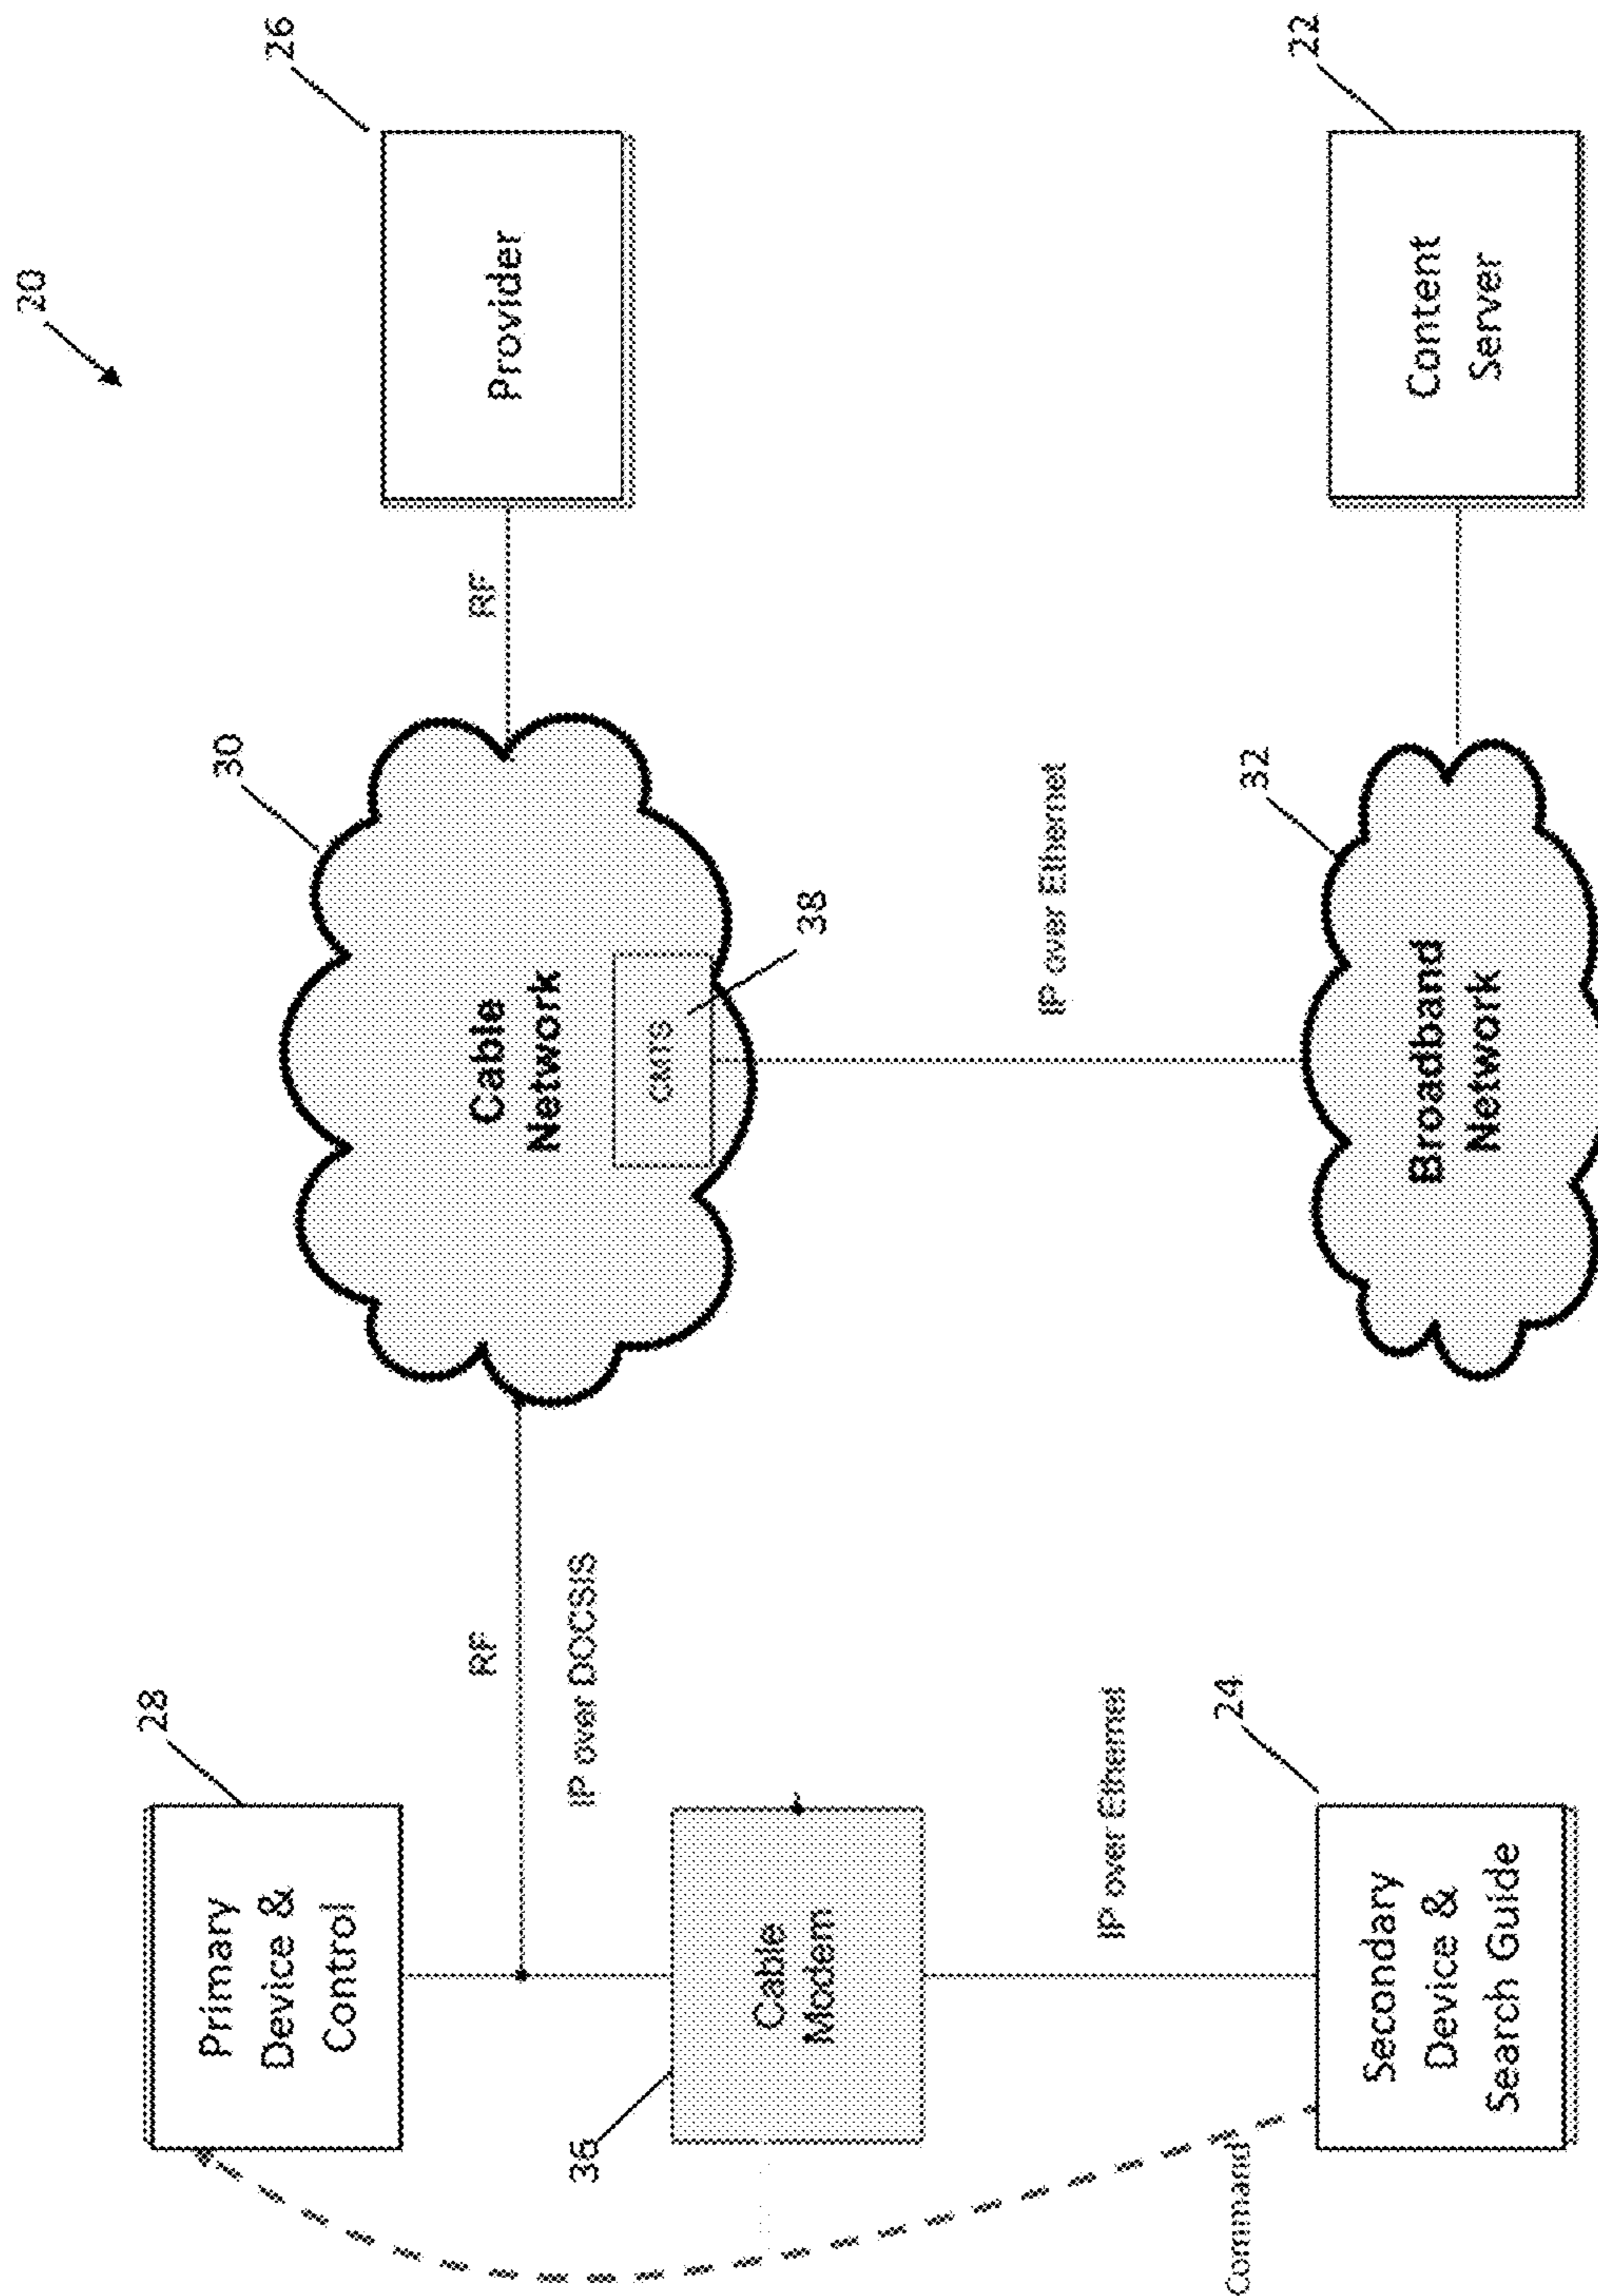 20
28
Primary
Device &
Control
RF
IP over DOCSIS
30
Cable
Network
CMTS
38
RF
26
Provider
36
Cable
Modem
IP over Ethernet
IP over Ethernet
Command
24
Secondary
Device &
Search Guide
32
Broadband
Network
22
Content
Server